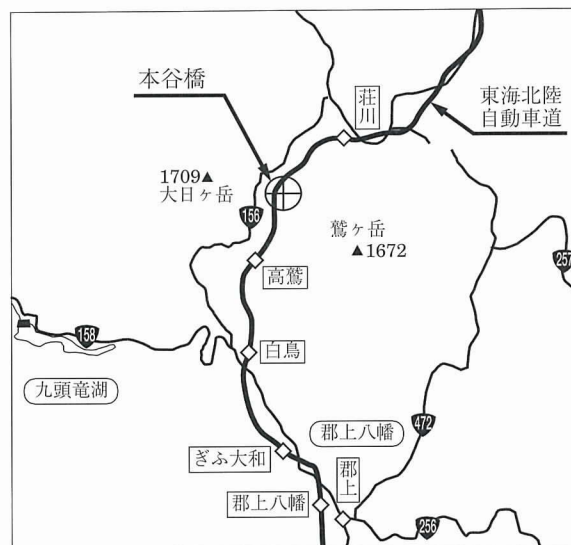 本谷橋
荘川
東海北陸
自動車道
1709▲
大日ヶ岳
156
鷲ヶ岳
▲1672
257
高鷲
158
白鳥
九頭竜湖
郡上八幡
472
ぎふ大和
郡上
郡上八幡
256